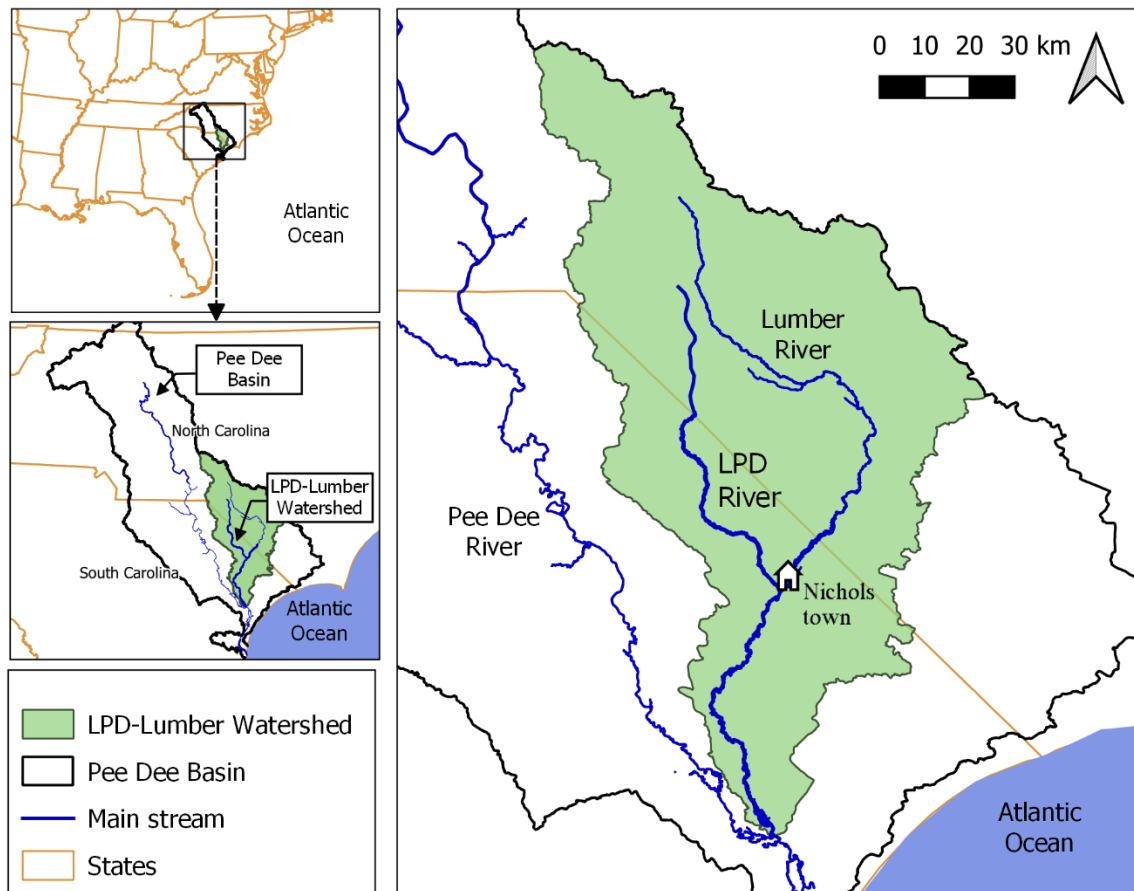 Atlantic
Ocean
Pee Dee
Basin
North Carolina
LPD-Lumber
Watershed
South Carolina
Atlantic
Ocean
LPD-Lumber Watershed
Pee Dee Basin
Main stream
States
0 10 20 30 km
Lumber
River
LPD
River
Pee Dee
River
Nichols
town
Atlantic
Ocean